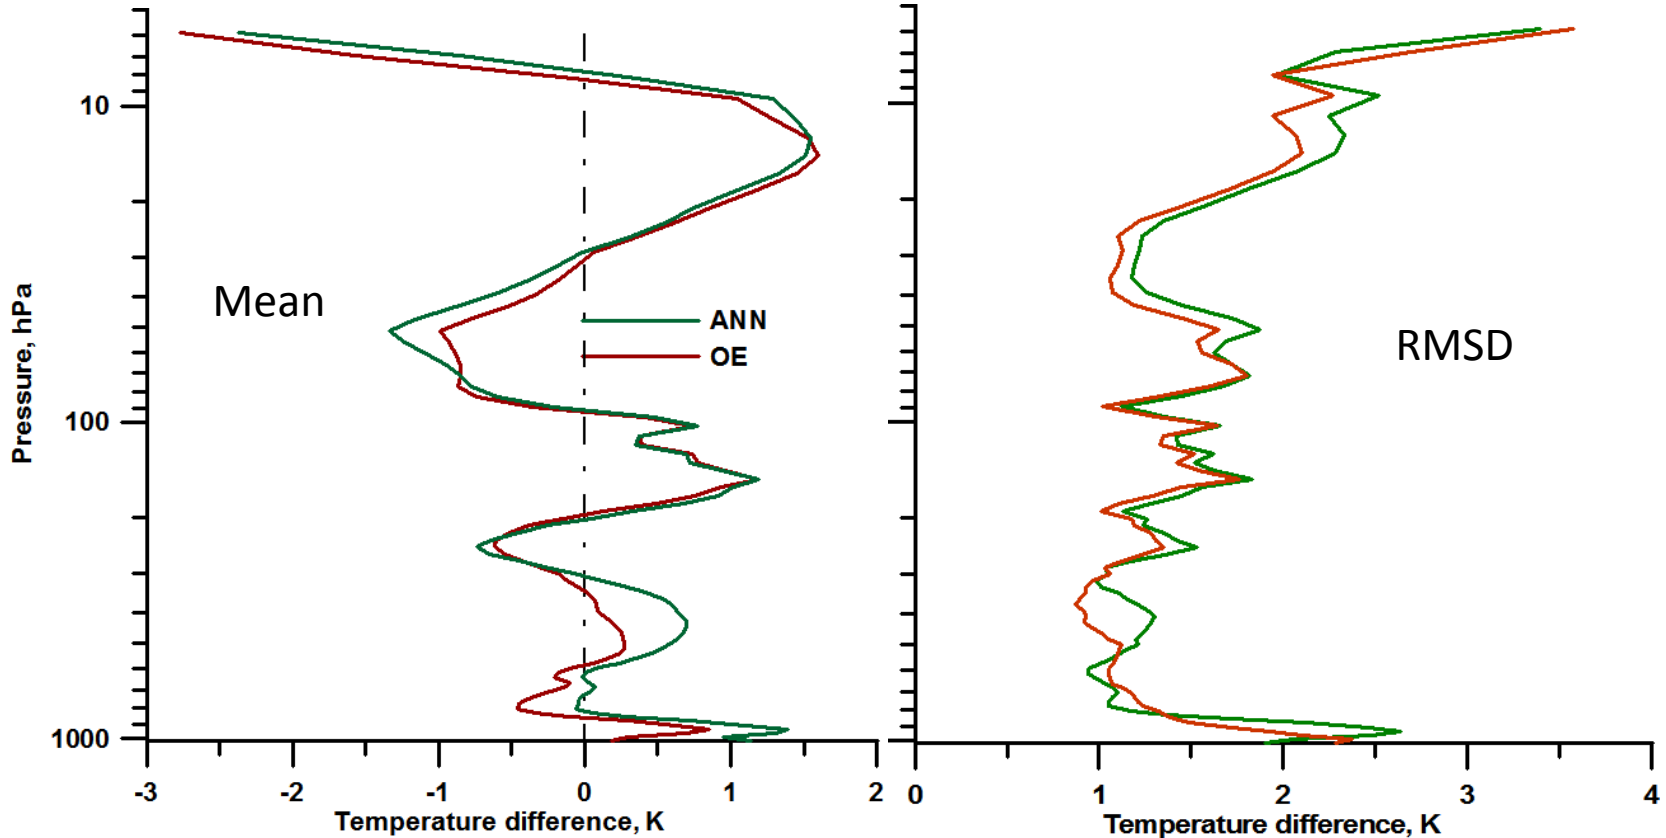 10
100
1000
Pressure, hPa
Mean
ANN
OE
RMSD
-3 -2 -1 0 1 2
Temperature difference, K
0 1 2 3 4
Temperature difference, K